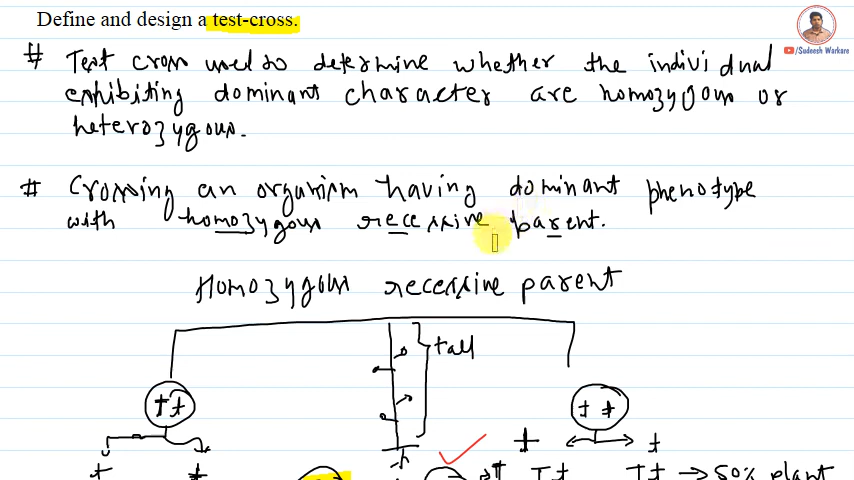 Define and design a test-cross.
Sudeesh Warkare
# Test cross used to determine whether the individual
exhibiting dominant character are homozygous or
heterozygous.
# Crossing an organism having dominant phenotype
with homozygous recessive parent.
Homozygous recessive parent
tall
t t
t t
t t
t t
Tt Tt → 50% plant